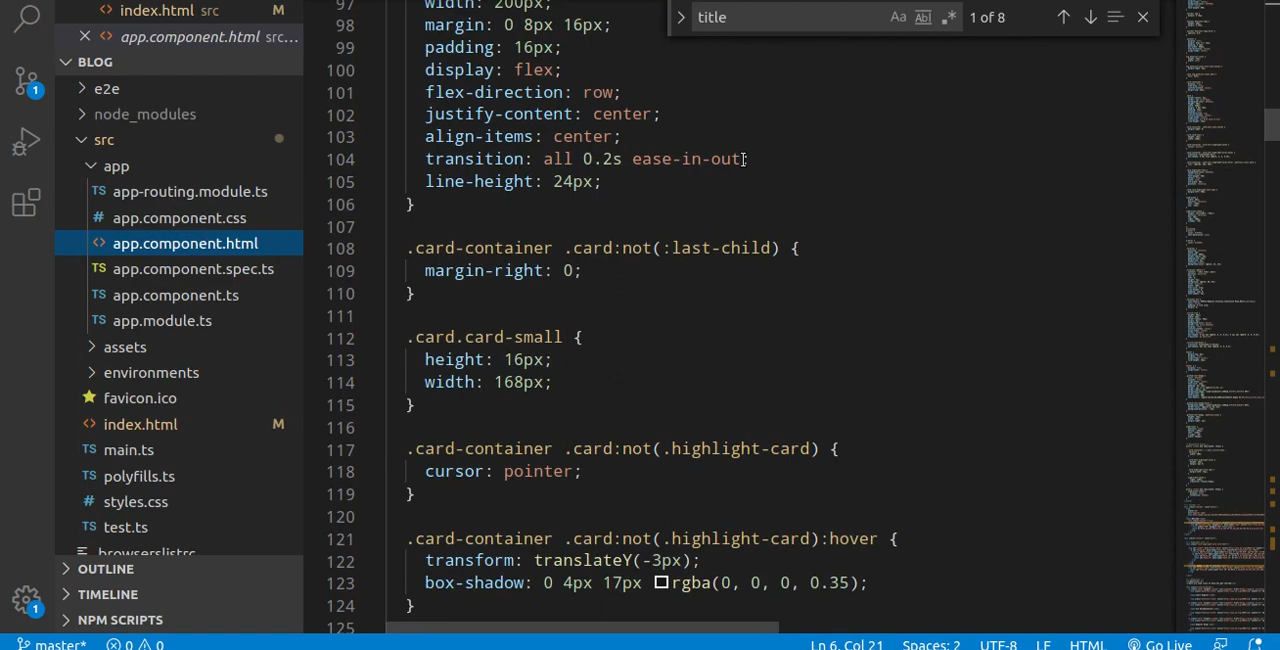 index.html src M
app.component.html src...
BLOG
e2e
node_modules
src
app
app-routing.module.ts
app.component.css
app.component.html
app.component.spec.ts
app.component.ts
app.module.ts
assets
environments
favicon.ico
index.html M
main.ts
polyfills.ts
styles.css
test.ts
browserslistrc
OUTLINE
TIMELINE
NPM SCRIPTS
1
1
title Aa Abl .* 1 of 8
97 width: 200px;
98 margin: 0 8px 16px;
99 padding: 16px;
100 display: flex;
101 flex-direction: row;
102 justify-content: center;
103 align-items: center;
104 transition: all 0.2s ease-in-out;
105 line-height: 24px;
106 }
107
108 .card-container .card:not(:last-child) {
109 margin-right: 0;
110 }
111
112 .card.card-small {
113 height: 16px;
114 width: 168px;
115 }
116
117 .card-container .card:not(.highlight-card) {
118 cursor: pointer;
119 }
120
121 .card-container .card:not(.highlight-card):hover {
122 transform: translateY(-3px);
123 box-shadow: 0 4px 17px rgba(0, 0, 0, 0.35);
124 }
125
master* 0 0 Ln 6, Col 21 Spaces: 2 UTF-8 LF HTML Go Live